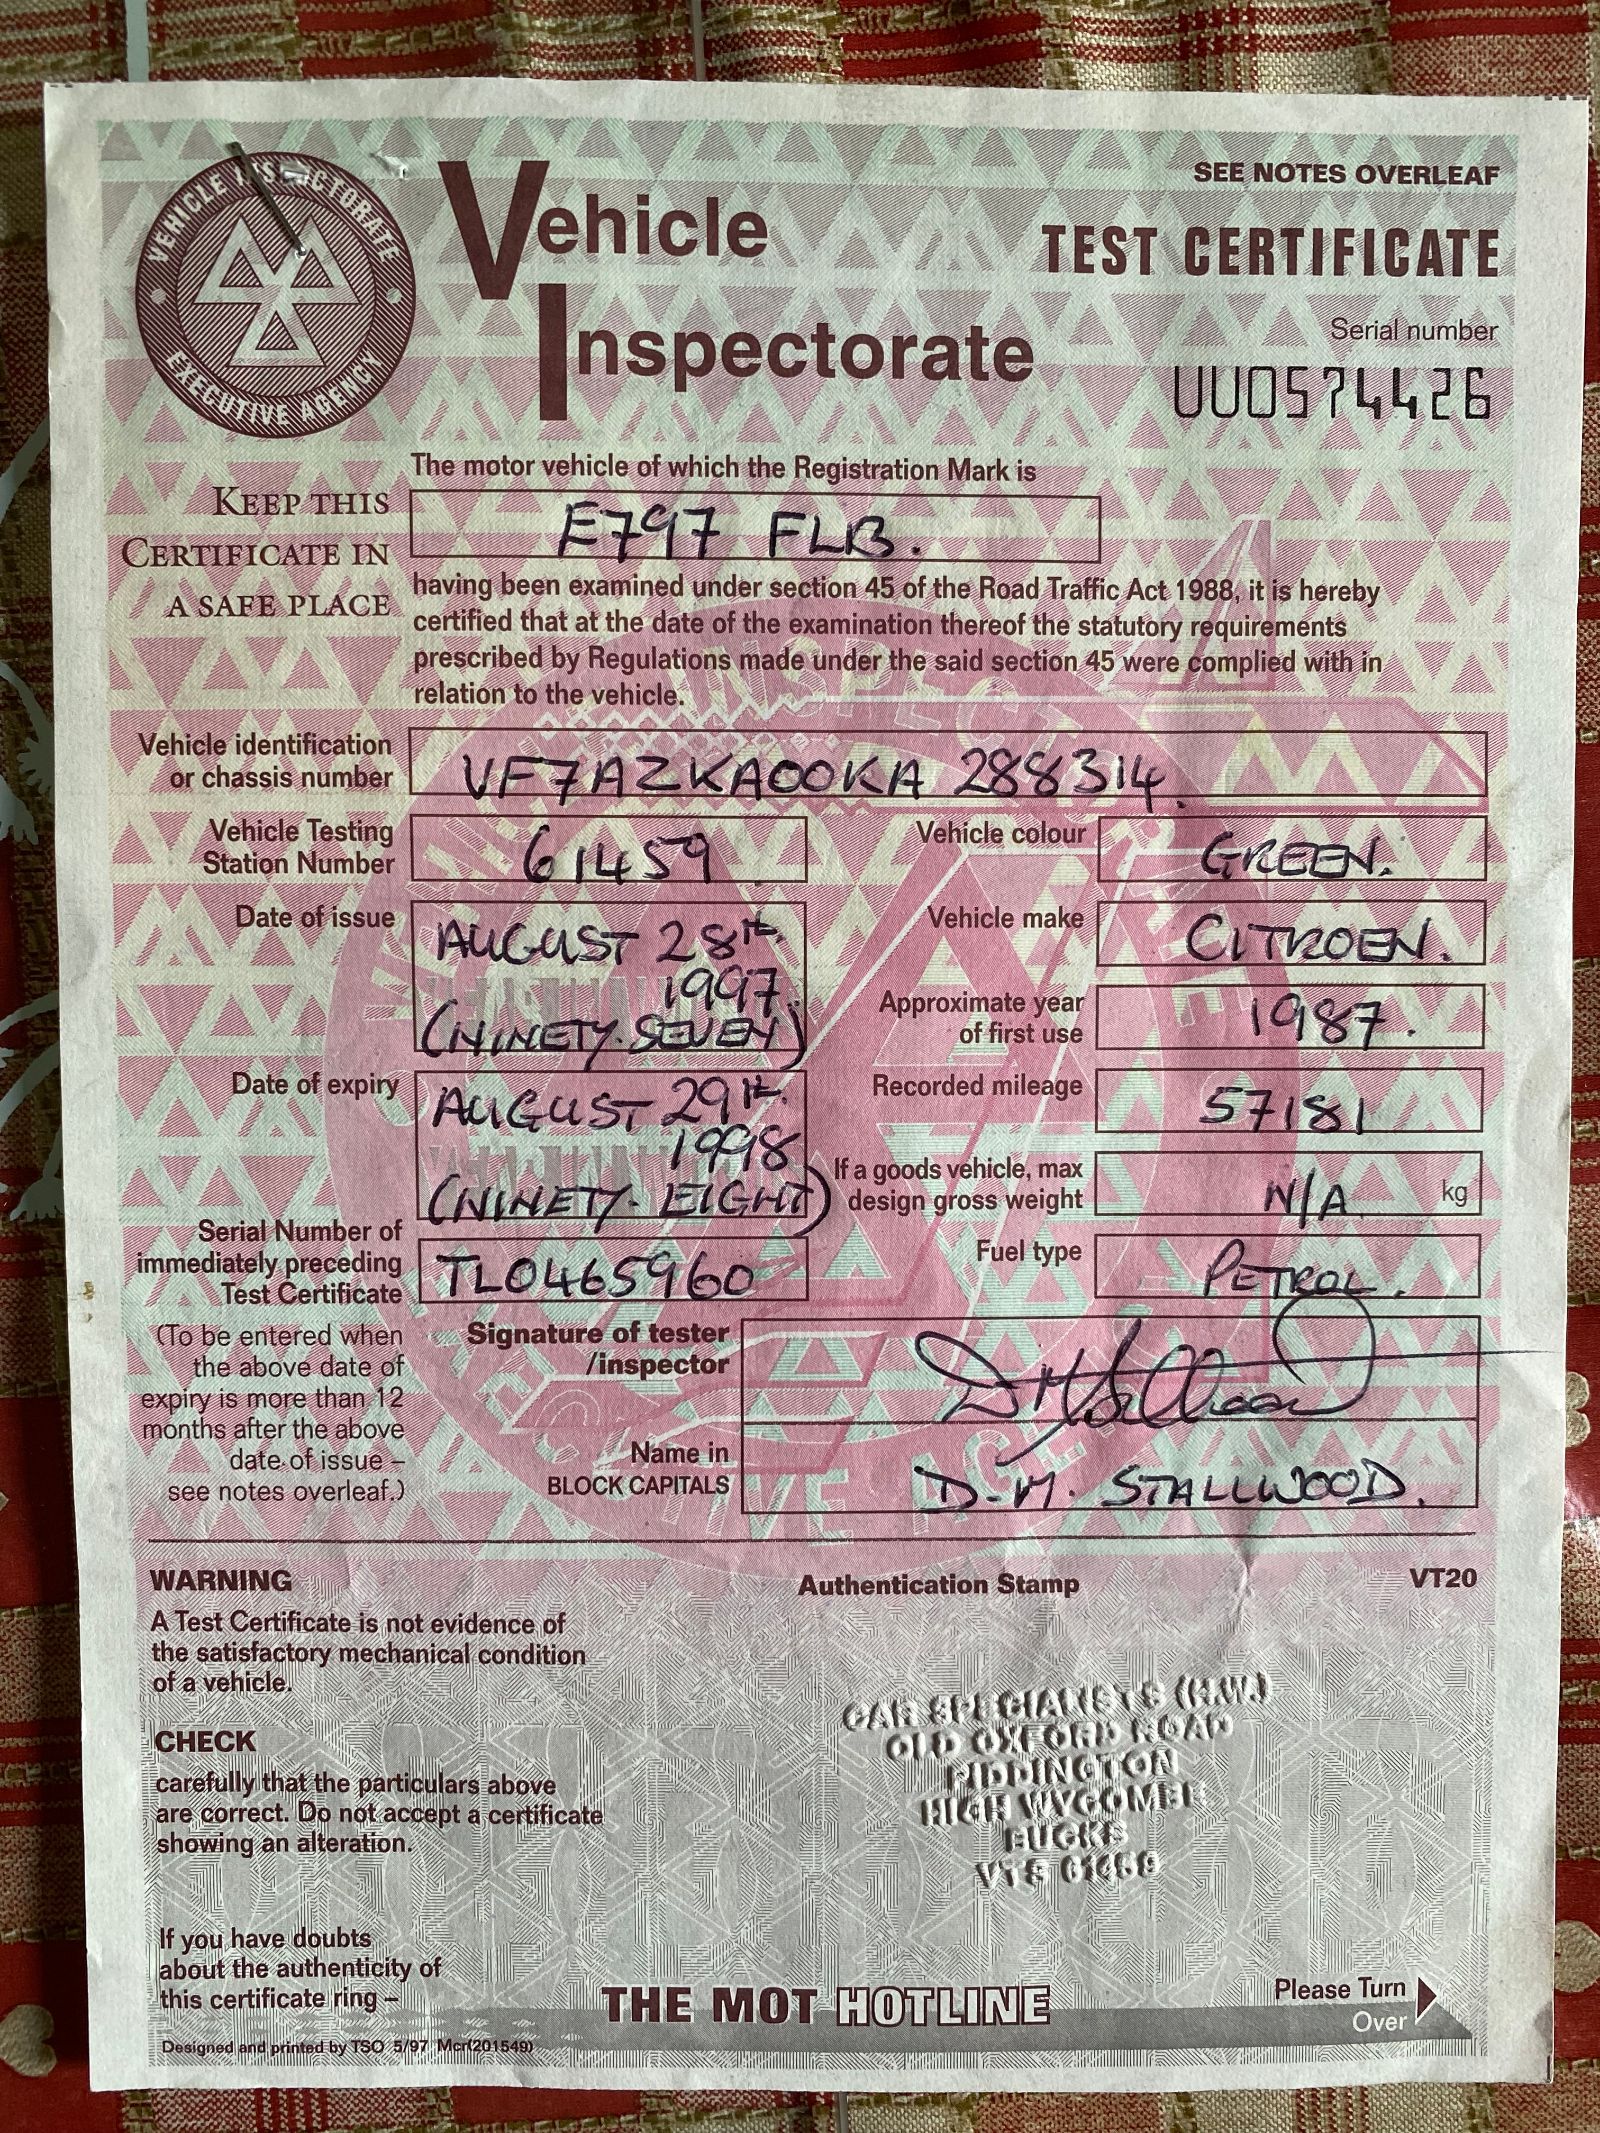 VEHICLE INSPECTORATE
EXECUTIVE AGENCY
Vehicle
Inspectorate
SEE NOTES OVERLEAF
TEST CERTIFICATE
Serial number
UU0574426
KEEP THIS
CERTIFICATE IN
A SAFE PLACE
The motor vehicle of which the Registration Mark is
E797 FLB.
having been examined under section 45 of the Road Traffic Act 1988, it is hereby
certified that at the date of the examination thereof the statutory requirements
prescribed by Regulations made under the said section 45 were complied with in
relation to the vehicle.
Vehicle identification
or chassis number
VF7AZKA00KA 288314.
Vehicle Testing
Station Number
61459
Vehicle colour
GREEN.
Date of issue
AUGUST 28th.
1997.
(NINETY.SEVEN)
Vehicle make
CITROEN.
Approximate year
of first use
1987.
Date of expiry
AUGUST 29th.
1998
(NINETY. EIGHT)
Recorded mileage
57181
If a goods vehicle, max
design gross weight
N/A
kg
Serial Number of
immediately preceding
Test Certificate
TL0465960
Fuel type
PETROL.
(To be entered when
the above date of
expiry is more than 12
months after the above
date of issue –
see notes overleaf.)
Signature of tester
/inspector
Name in
BLOCK CAPITALS
D.M. STALLWOOD.
WARNING
A Test Certificate is not evidence of
the satisfactory mechanical condition
of a vehicle.
Authentication Stamp
VT20
CAR SPECIALISTS (H.W.)
OLD OXFORD ROAD
PIDDINGTON
HIGH WYCOMBE
BUCKS
VTS 61459
CHECK
carefully that the particulars above
are correct. Do not accept a certificate
showing an alteration.
If you have doubts
about the authenticity of
this certificate ring –
THE MOT HOTLINE
Please Turn
Over
Designed and printed by TSO 5/97 Mcr(201549)